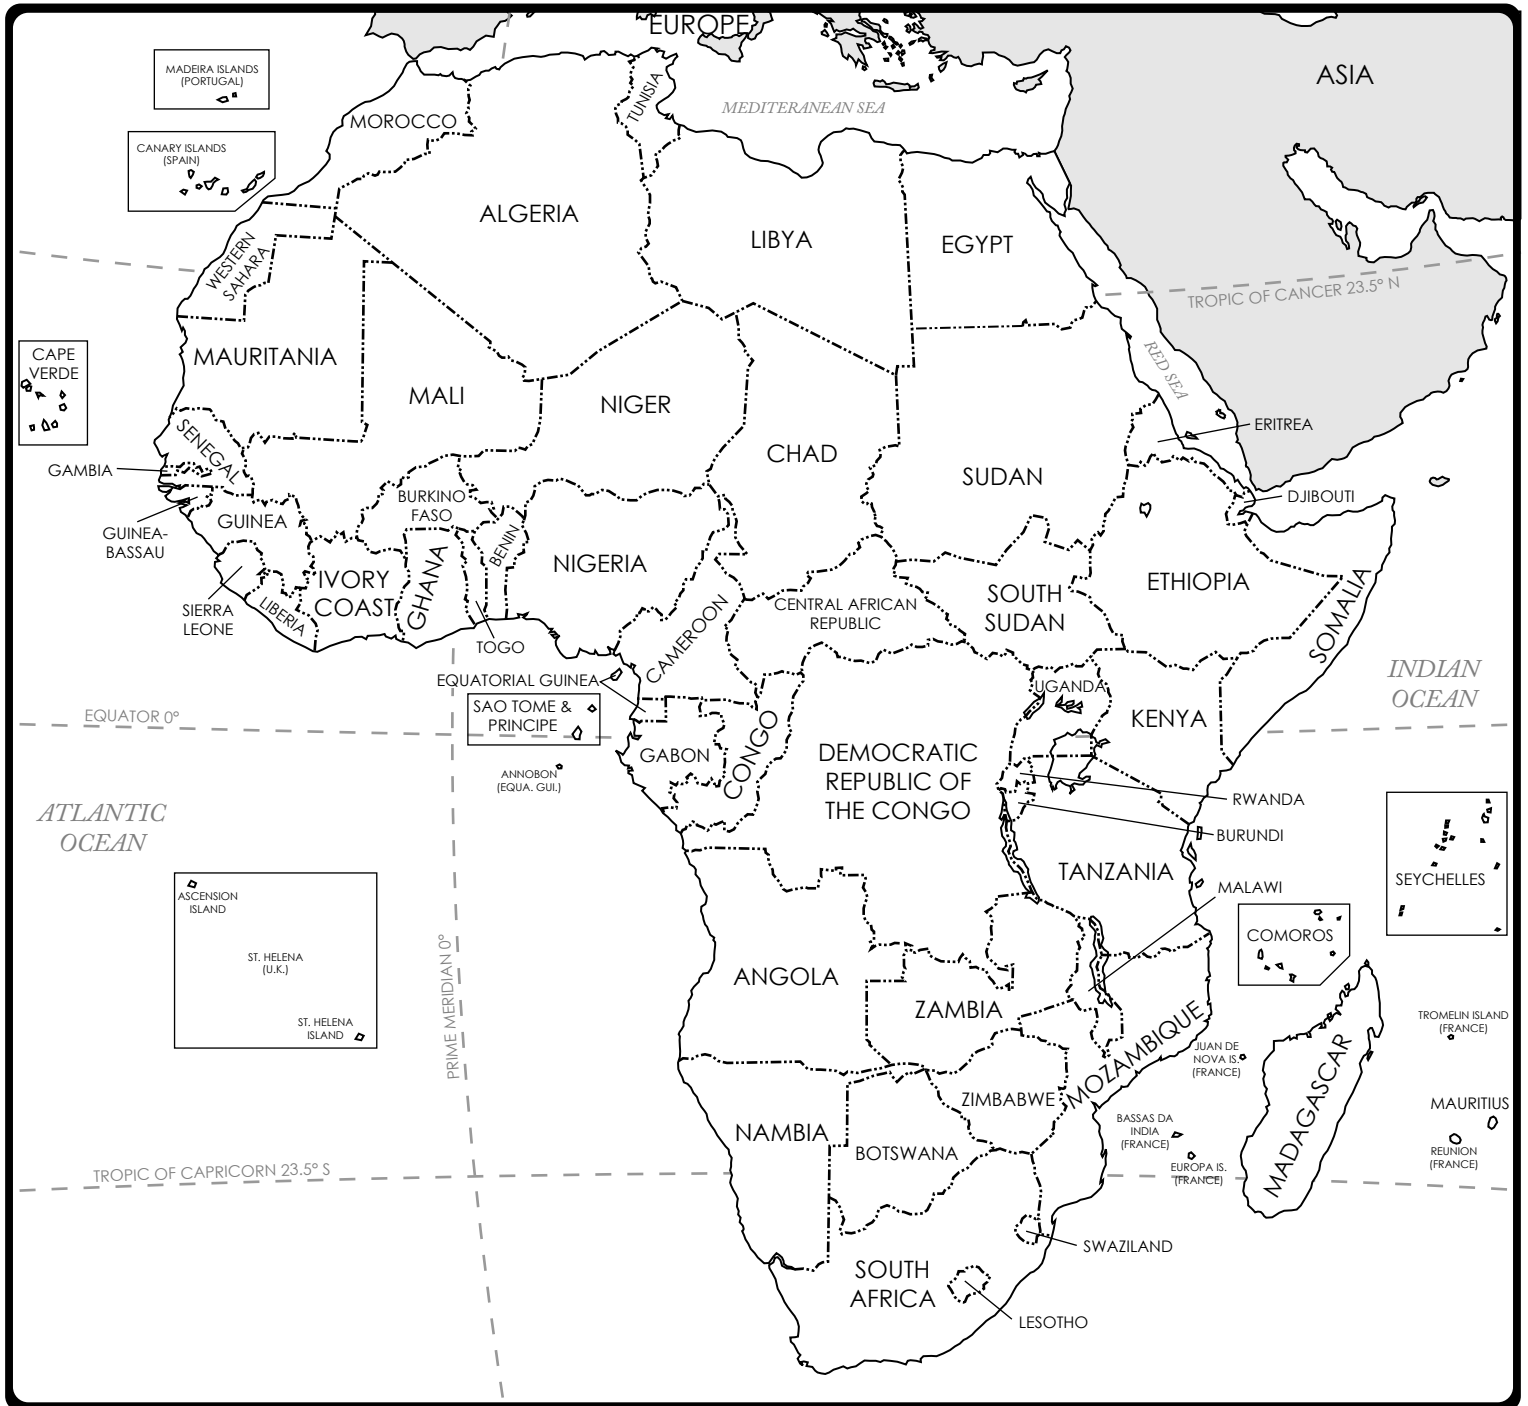 EUROPE
ASIA
MADEIRA ISLANDS
(PORTUGAL)
MEDITERANEAN SEA
TUNISIA
MOROCCO
CANARY ISLANDS
(SPAIN)
ALGERIA
LIBYA
EGYPT
WESTERN
SAHARA
TROPIC OF CANCER 23.5° N
CAPE
VERDE
MAURITANIA
MALI
NIGER
CHAD
SUDAN
RED SEA
ERITREA
SENEGAL
GAMBIA
BURKINO
FASO
DJIBOUTI
GUINEA
GUINEA-
BASSAU
BENIN
NIGERIA
IVORY
COAST
GHANA
ETHIOPIA
SOUTH
SUDAN
CENTRAL AFRICAN
REPUBLIC
SIERRA
LEONE
LIBERIA
TOGO
CAMEROON
SOMALIA
EQUATORIAL GUINEA
UGANDA
INDIAN
OCEAN
EQUATOR 0°
SAO TOME &
PRINCIPE
KENYA
GABON
CONGO
DEMOCRATIC
REPUBLIC OF
THE CONGO
ANNOBON
(EQUA. GUI.)
RWANDA
ATLANTIC
OCEAN
BURUNDI
TANZANIA
MALAWI
SEYCHELLES
ASCENSION
ISLAND
COMOROS
ST. HELENA
(U.K.)
PRIME MERIDIAN 0°
ANGOLA
ZAMBIA
ST. HELENA
ISLAND
MOZAMBIQUE
TROMELIN ISLAND
(FRANCE)
JUAN DE
NOVA IS.
(FRANCE)
MADAGASCAR
ZIMBABWE
MAURITIUS
NAMBIA
BOTSWANA
BASSAS DA
INDIA
(FRANCE)
REUNION
(FRANCE)
EUROPA IS.
(FRANCE)
TROPIC OF CAPRICORN 23.5° S
SWAZILAND
SOUTH
AFRICA
LESOTHO